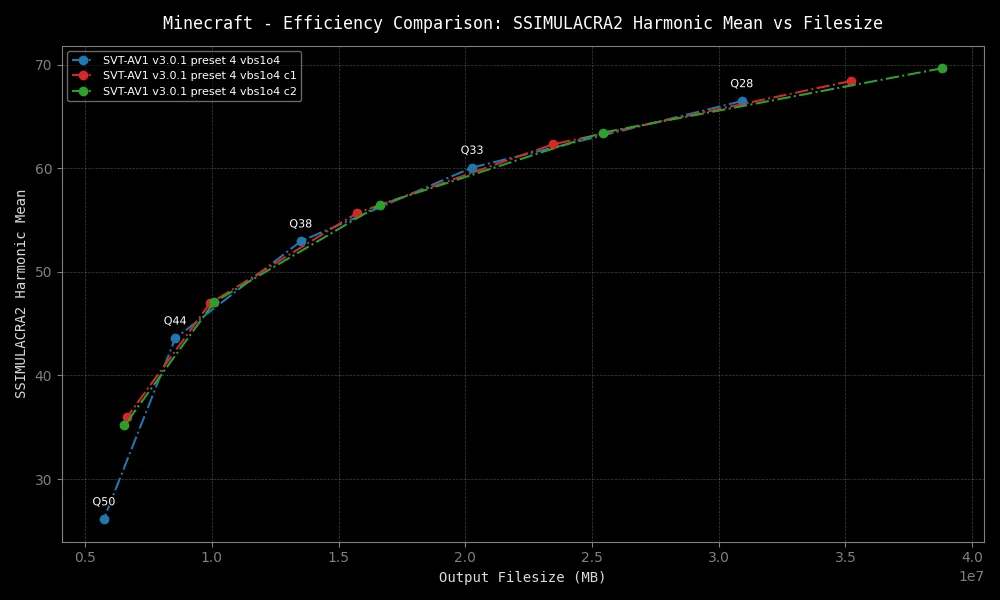 Minecraft - Efficiency Comparison: SSIMULACRA2 Harmonic Mean vs Filesize
SVT-AV1 v3.0.1 preset 4 vbs1o4
SVT-AV1 v3.0.1 preset 4 vbs1o4 c1
SVT-AV1 v3.0.1 preset 4 vbs1o4 c2
SSIMULACRA2 Harmonic Mean
70
60
50
40
30
Q28
Q33
Q38
Q44
Q50
0.5 1.0 1.5 2.0 2.5 3.0 3.5 4.0
1e7
Output Filesize (MB)